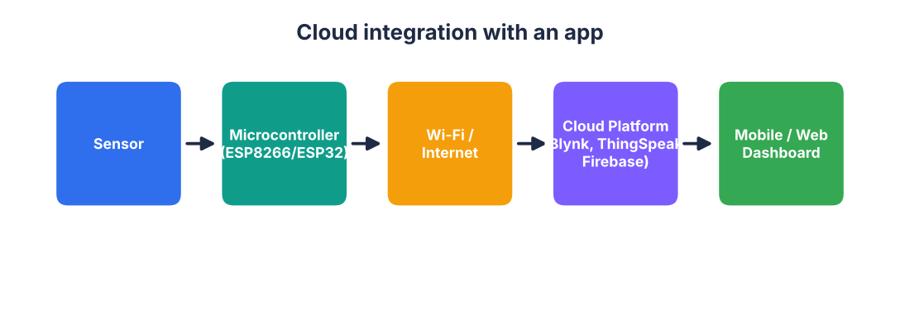 Cloud integration with an app
Sensor
Microcontroller
(ESP8266/ESP32)
Wi-Fi /
Internet
Cloud Platform
Blynk, ThingSpeak
Firebase)
Mobile / Web
Dashboard